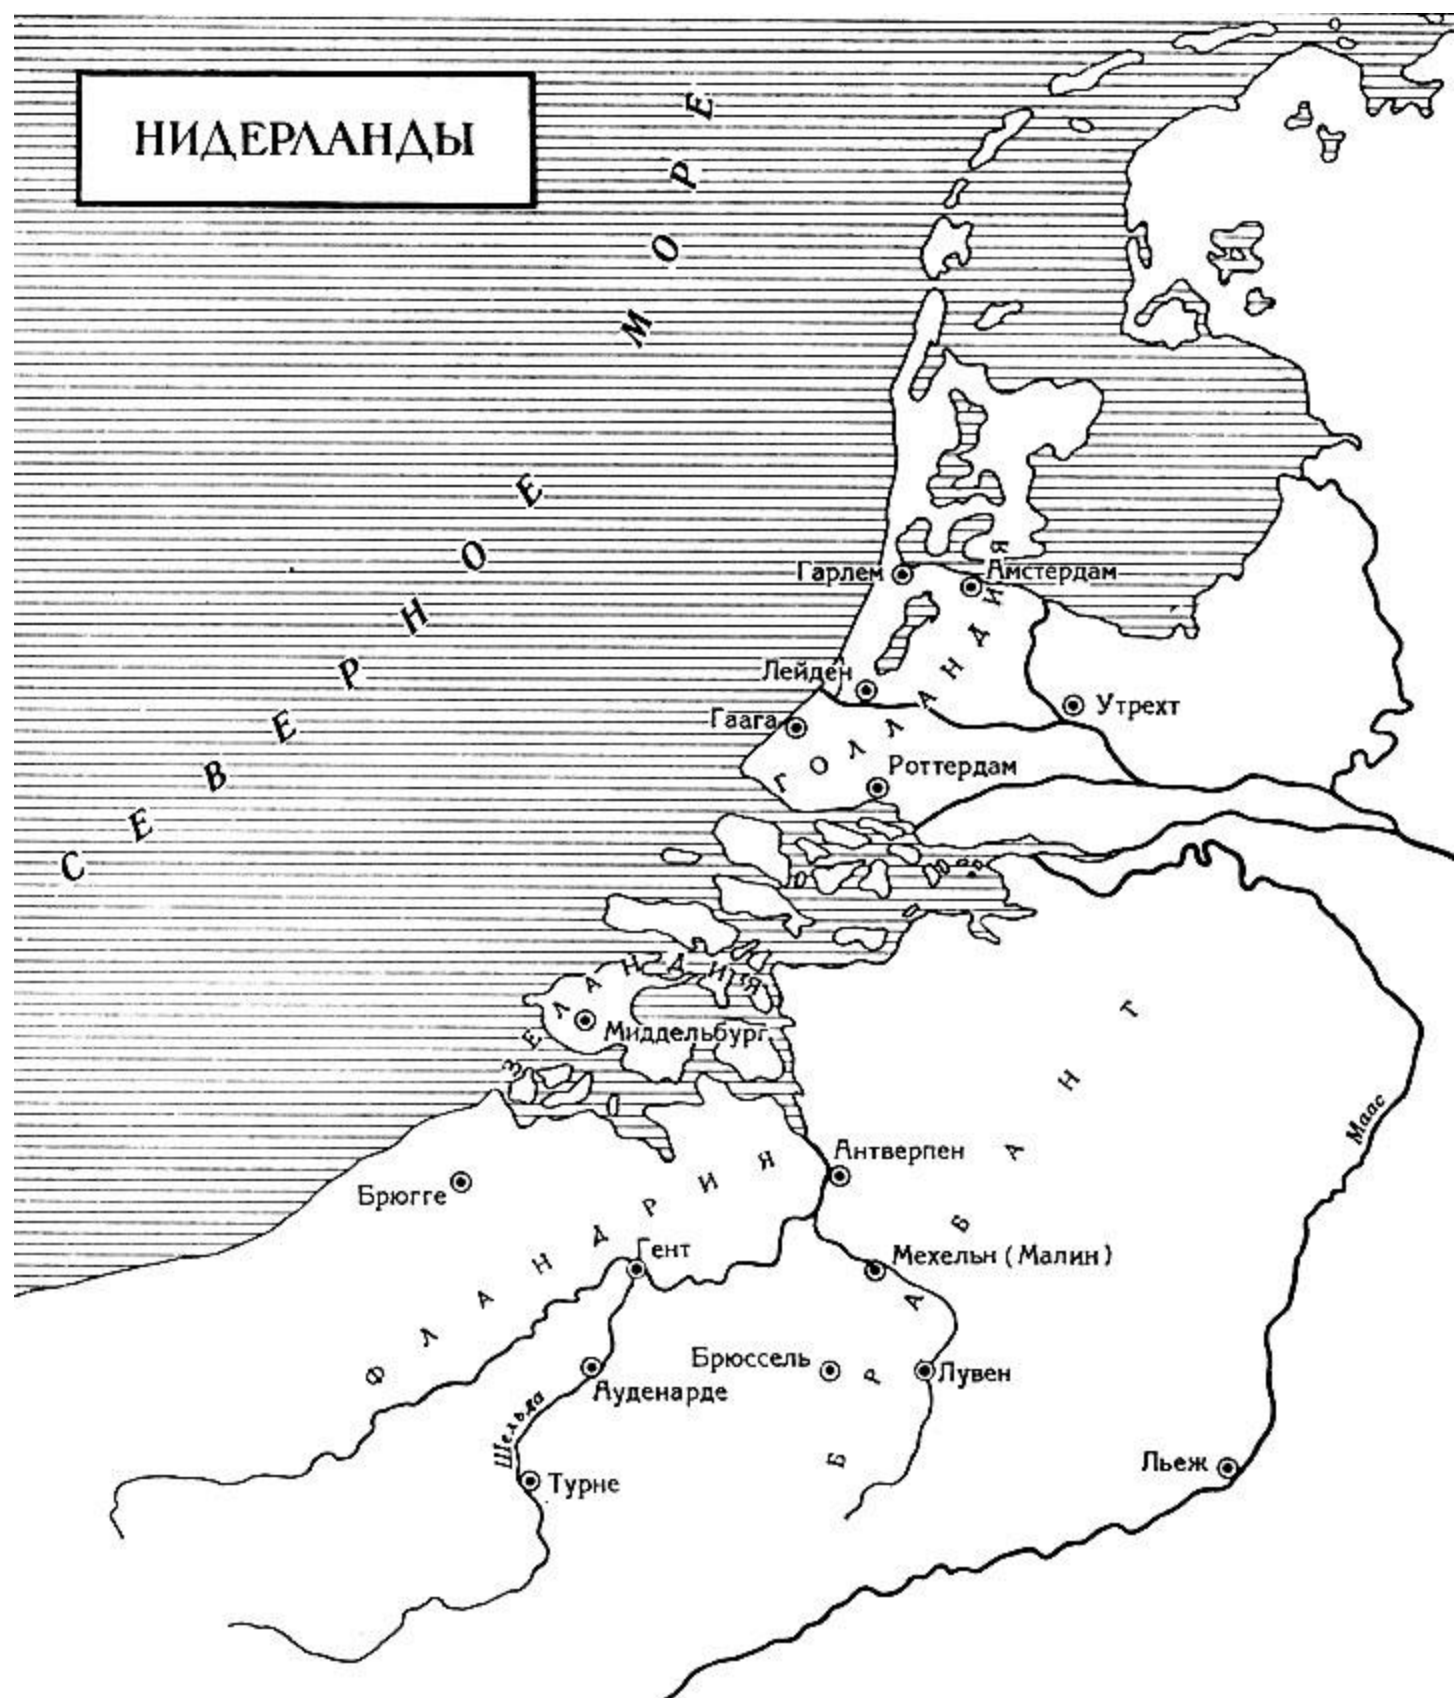 НИДЕРЛАНДЫ
СЕВЕРНОЕ МОРЕ
Гарлем
Амстердам
Лейден
ГОЛЛАНДИЯ
Гаага
Утрехт
Роттердам
ЗЕЛАНДИЯ
Миддельбург
БРАБАНТ
Маас
Антверпен
Брюгге
ФЛАНДРИЯ
Гент
Мехельн (Малин)
Брюссель
Лувен
Ауденарде
Шельда
Льеж
Турне